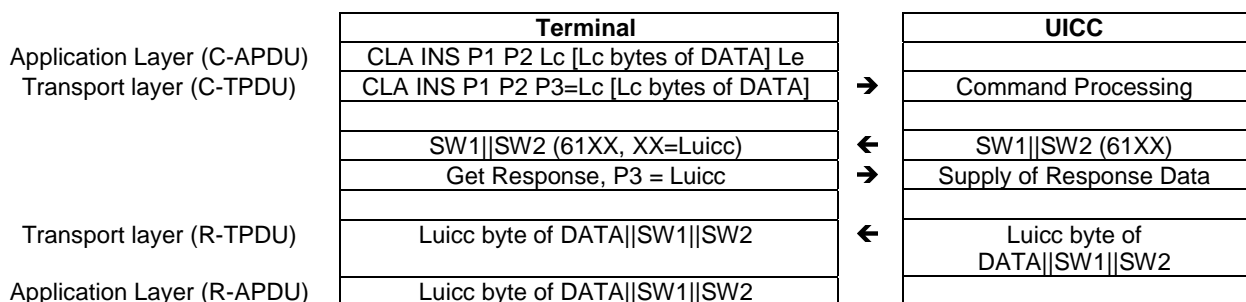 Terminal UICC
Application Layer (C-APDU) CLA INS P1 P2 Lc [Lc bytes of DATA] Le
Transport layer (C-TPDU) CLA INS P1 P2 P3=Lc [Lc bytes of DATA] → Command Processing
SW1||SW2 (61XX, XX=Luicc) ← SW1||SW2 (61XX)
Get Response, P3 = Luicc → Supply of Response Data
Transport layer (R-TPDU) Luicc byte of DATA||SW1||SW2 ← Luicc byte of
DATA||SW1||SW2
Application Layer (R-APDU) Luicc byte of DATA||SW1||SW2